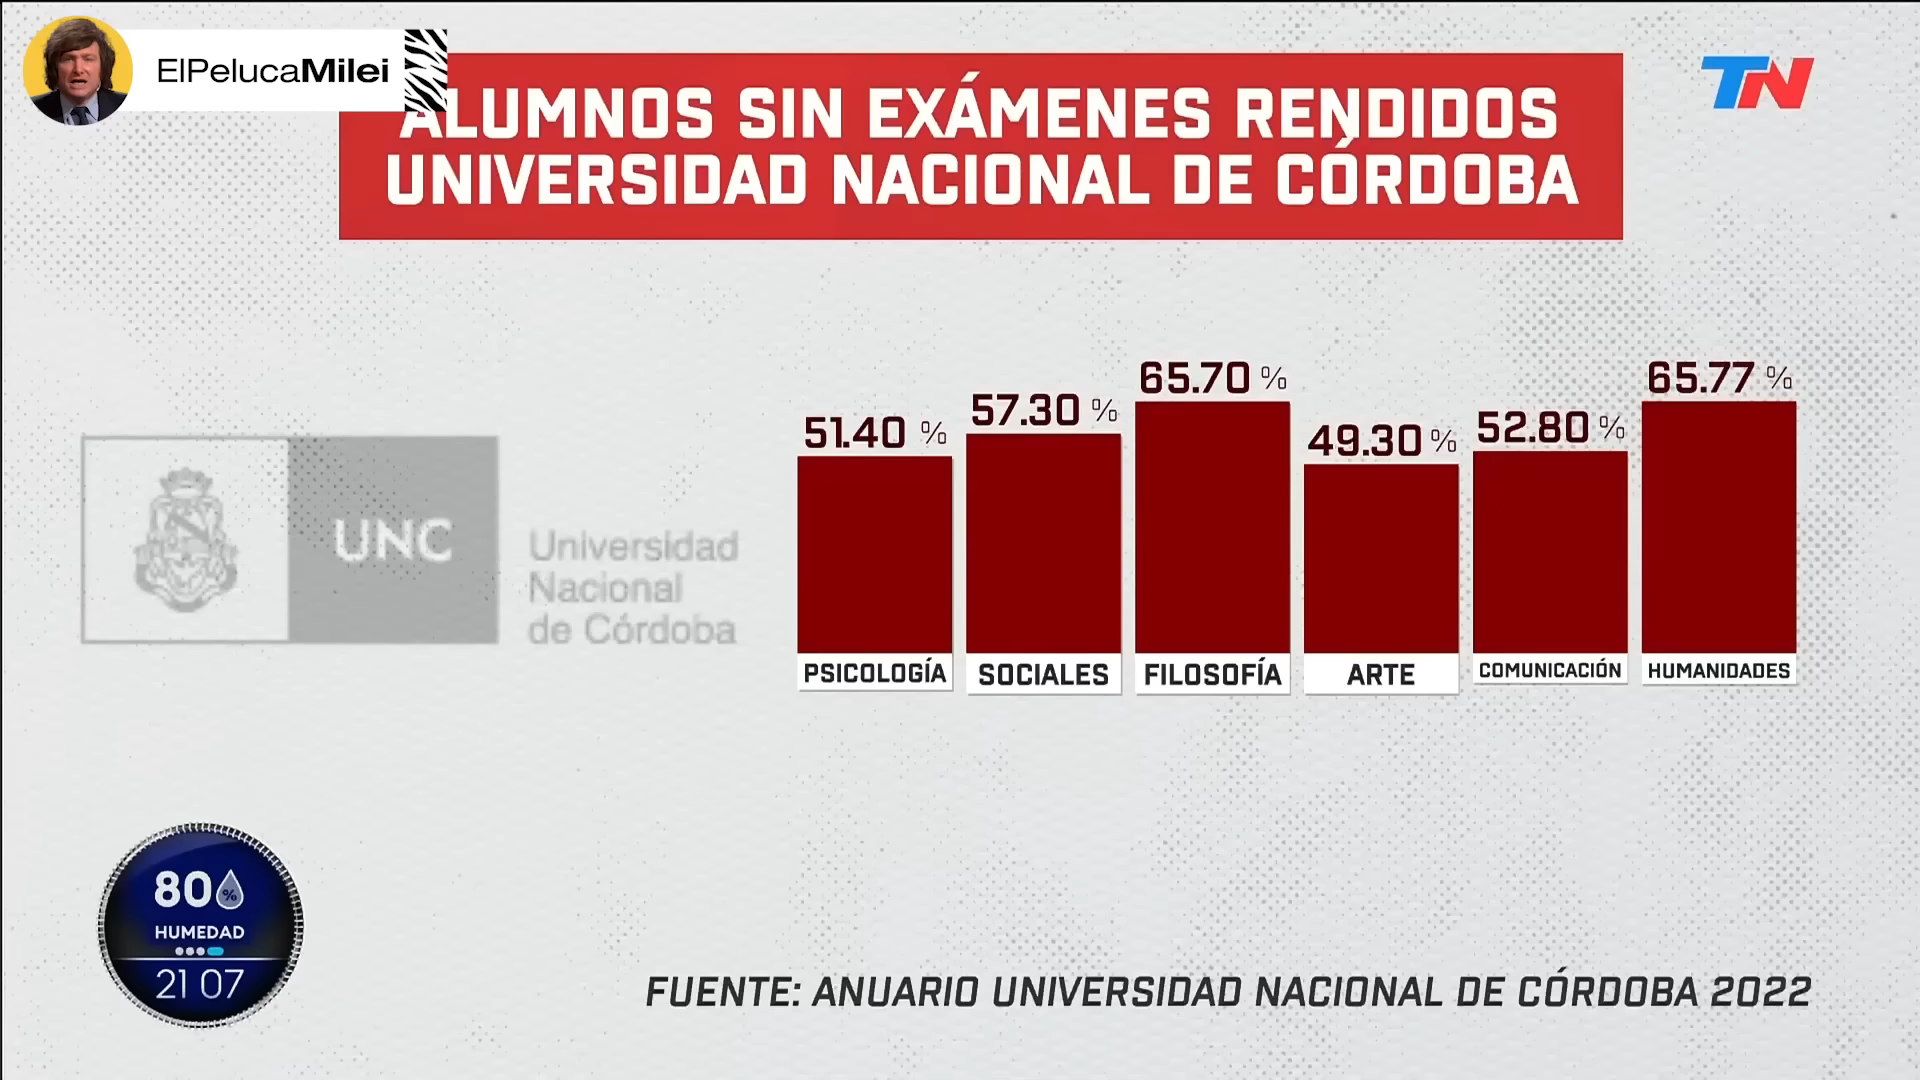 ElPelucaMilei
TN
ALUMNOS SIN EXÁMENES RENDIDOS
UNIVERSIDAD NACIONAL DE CÓRDOBA
UNC
Universidad
Nacional
de Córdoba
51.40 %
57.30 %
65.70 %
49.30 %
52.80 %
65.77 %
PSICOLOGÍA
SOCIALES
FILOSOFÍA
ARTE
COMUNICACIÓN
HUMANIDADES
80 %
HUMEDAD
21 07
FUENTE: ANUARIO UNIVERSIDAD NACIONAL DE CÓRDOBA 2022